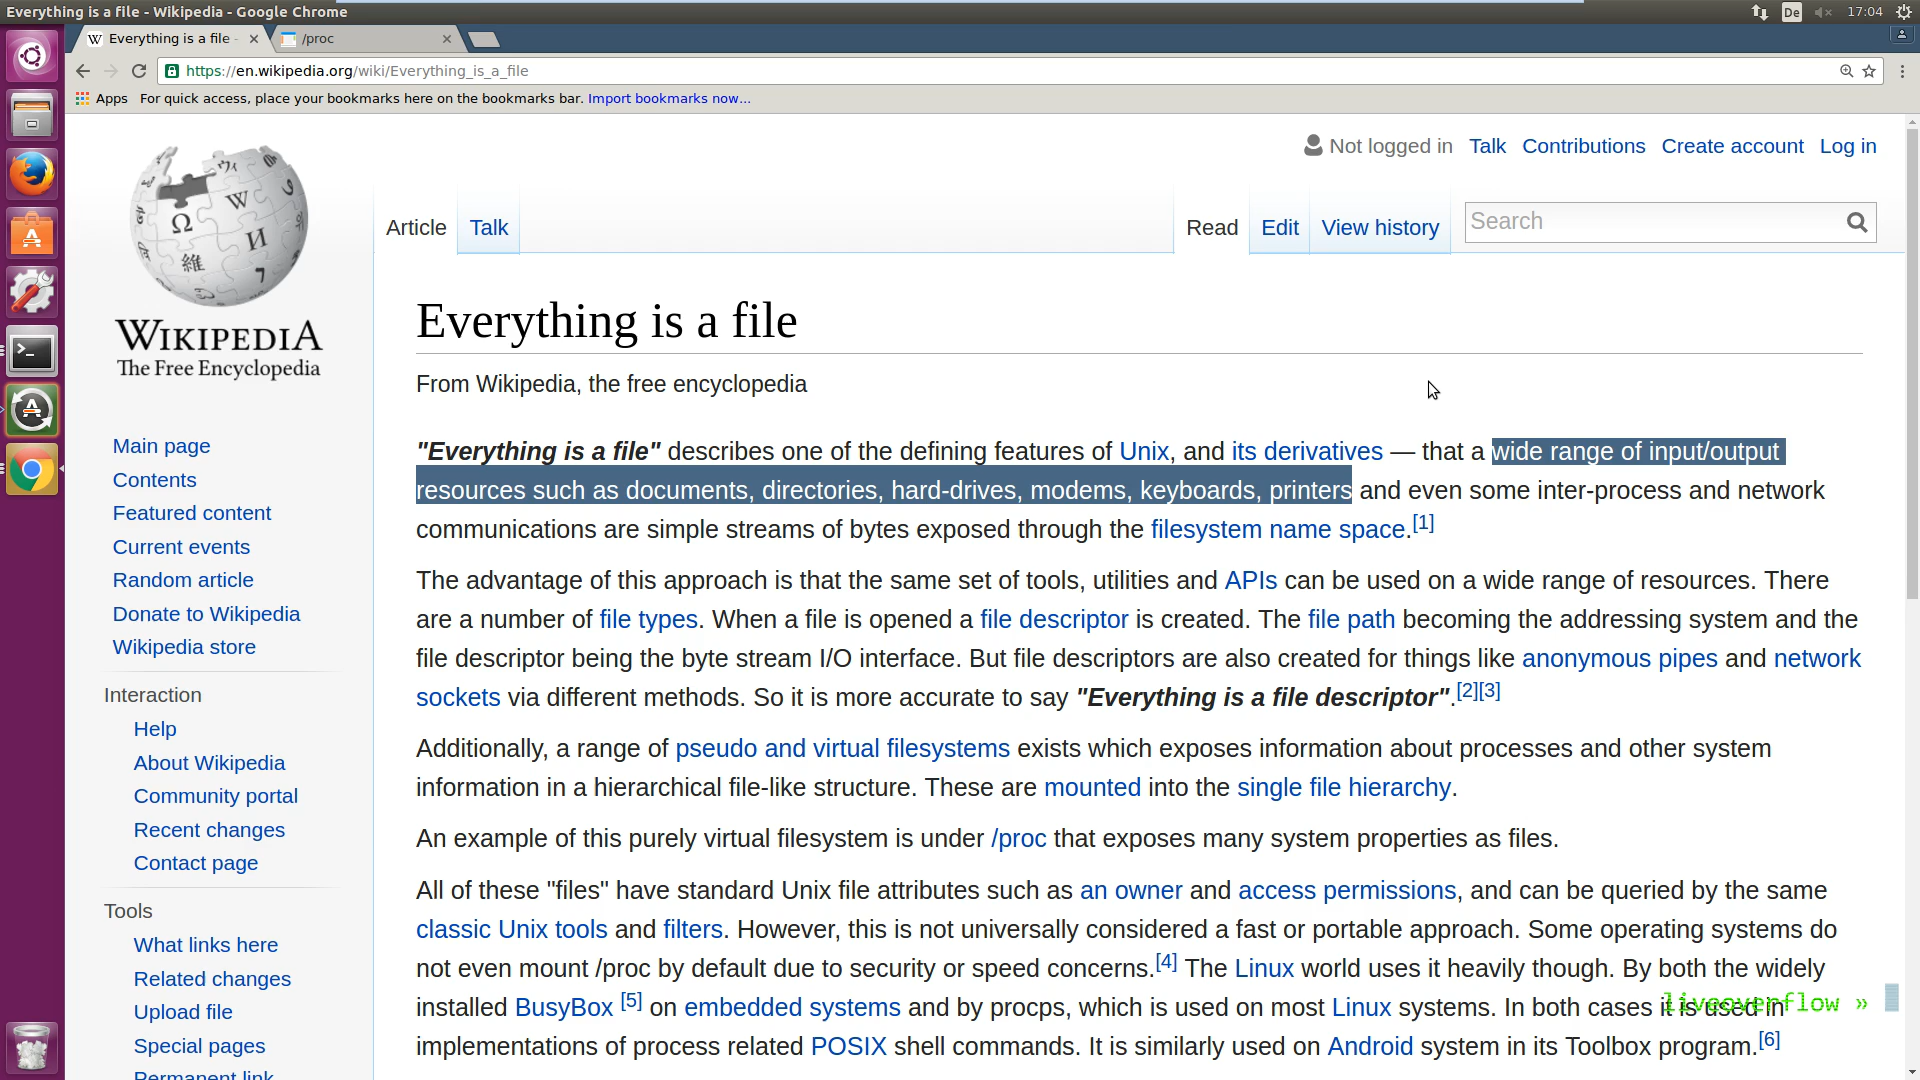 Everything is a file - Wikipedia - Google Chrome
De
17:04
Everything is a file -
/proc
https://en.wikipedia.org/wiki/Everything_is_a_file
Apps For quick access, place your bookmarks here on the bookmarks bar. Import bookmarks now...
Not logged in Talk Contributions Create account Log in
Article Talk Read Edit View history Search
WIKIPEDIA
The Free Encyclopedia
Main page
Contents
Featured content
Current events
Random article
Donate to Wikipedia
Wikipedia store
Interaction
Help
About Wikipedia
Community portal
Recent changes
Contact page
Tools
What links here
Related changes
Upload file
Special pages
Permanent link
Everything is a file
From Wikipedia, the free encyclopedia
"Everything is a file" describes one of the defining features of Unix, and its derivatives — that a wide range of input/output
resources such as documents, directories, hard-drives, modems, keyboards, printers and even some inter-process and network
communications are simple streams of bytes exposed through the filesystem name space.[1]
The advantage of this approach is that the same set of tools, utilities and APIs can be used on a wide range of resources. There
are a number of file types. When a file is opened a file descriptor is created. The file path becoming the addressing system and the
file descriptor being the byte stream I/O interface. But file descriptors are also created for things like anonymous pipes and network
sockets via different methods. So it is more accurate to say "Everything is a file descriptor".[2][3]
Additionally, a range of pseudo and virtual filesystems exists which exposes information about processes and other system
information in a hierarchical file-like structure. These are mounted into the single file hierarchy.
An example of this purely virtual filesystem is under /proc that exposes many system properties as files.
All of these "files" have standard Unix file attributes such as an owner and access permissions, and can be queried by the same
classic Unix tools and filters. However, this is not universally considered a fast or portable approach. Some operating systems do
not even mount /proc by default due to security or speed concerns.[4] The Linux world uses it heavily though. By both the widely
installed BusyBox [5] on embedded systems and by procps, which is used on most Linux systems. In both cases it is used in
implementations of process related POSIX shell commands. It is similarly used on Android system in its Toolbox program.[6]
liveoverflow »